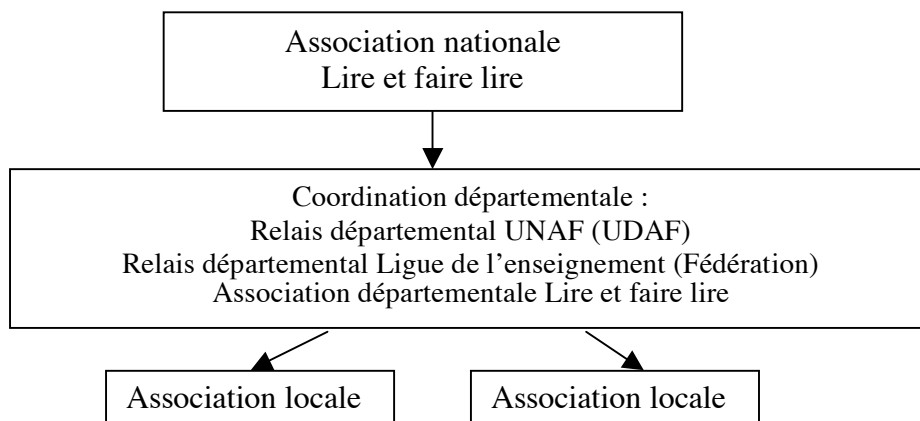 Association nationale
Lire et faire lire
Coordination départementale :
Relais départemental UNAF (UDAF)
Relais départemental Ligue de l’enseignement (Fédération)
Association départementale Lire et faire lire
Association locale
Association locale